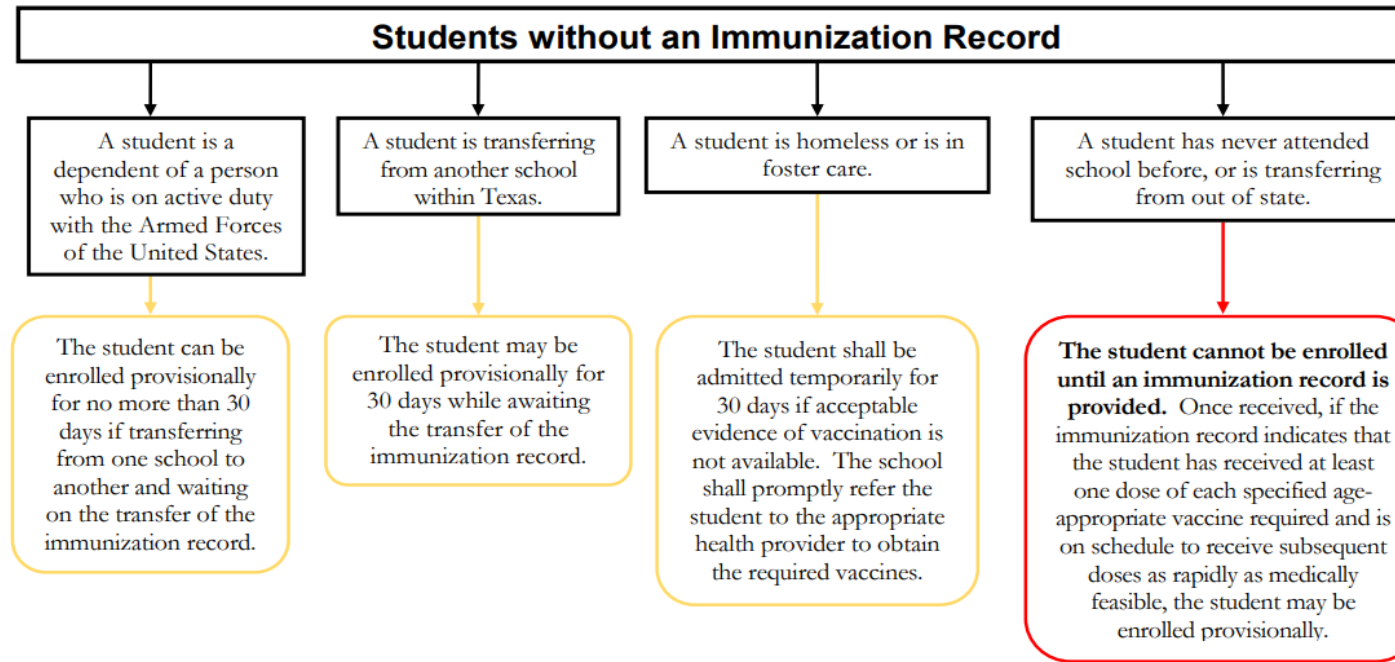 Students without an Immunization Record
A student is a
dependent of a person
who is on active duty
with the Armed Forces
of the United States.
A student is transferring
from another school
within Texas.
A student is homeless or is in
foster care.
A student has never attended
school before, or is transferring
from out of state.
The student can be
enrolled provisionally
for no more than 30
days if transferring
from one school to
another and waiting
on the transfer of the
immunization record.
The student may be
enrolled provisionally for
30 days while awaiting
the transfer of the
immunization record.
The student shall be
admitted temporarily for
30 days if acceptable
evidence of vaccination is
not available.  The school
shall promptly refer the
student to the appropriate
health provider to obtain
the required vaccines.
The student cannot be enrolled
until an immunization record is
provided.  Once received, if the
immunization record indicates that
the student has received at least
one dose of each specified age-
appropriate vaccine required and is
on schedule to receive subsequent
doses as rapidly as medically
feasible, the student may be
enrolled provisionally.